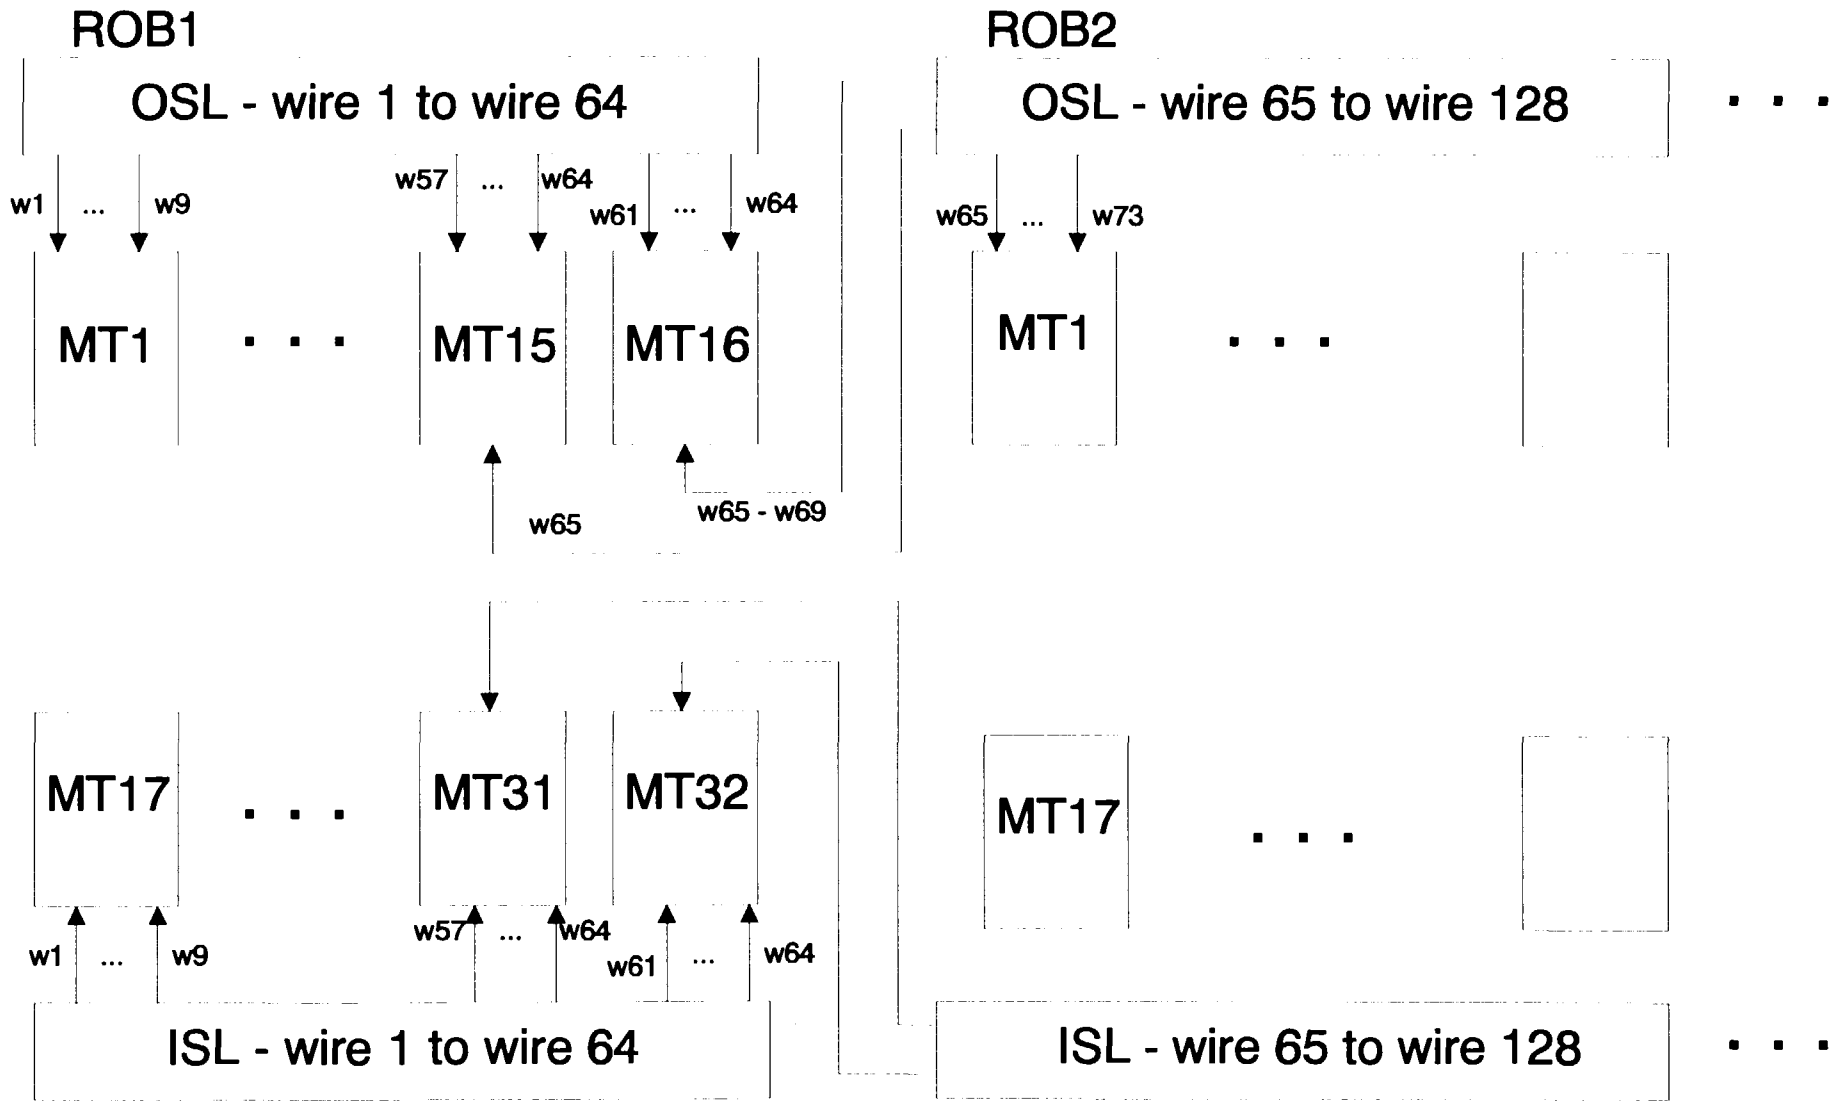 ROB1 ROB2
OSL - wire 1 to wire 64 OSL - wire 65 to wire 128 . . .
w1 ... w9 w57 ... w64 w61 ... w64 w65 ... w73
MT1 . . . MT15 MT16 MT1 . . .
w65 w65 - w69
MT17 . . . MT31 MT32 MT17 . . .
w1 ... w9 w57 ... w64 w61 ... w64
ISL - wire 1 to wire 64 ISL - wire 65 to wire 128 . . .